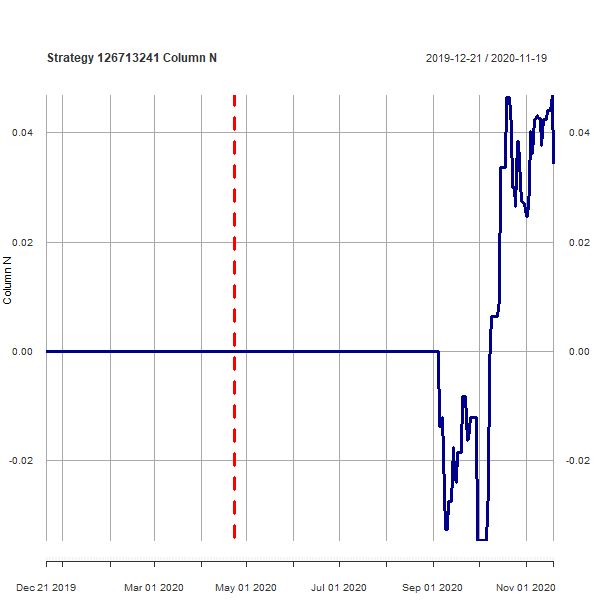 Strategy 126713241 Column N
2019-12-21 / 2020-11-19
0.04
0.04
0.02
0.02
Column N
0.00
0.00
-0.02
-0.02
Dec 21 2019
Mar 01 2020
May 01 2020
Jul 01 2020
Sep 01 2020
Nov 01 2020